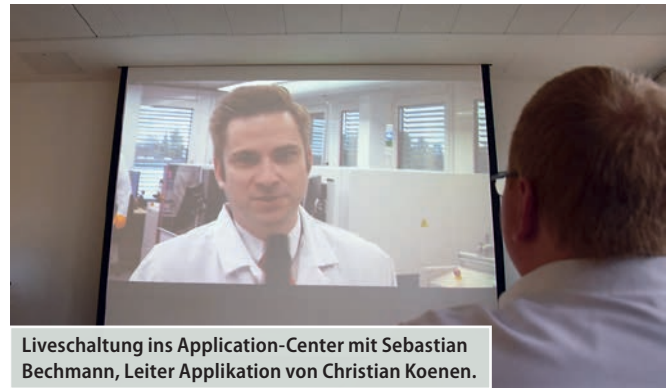 Liveschaltung ins Application-Center mit Sebastian
Bechmann, Leiter Applikation von Christian Koenen.